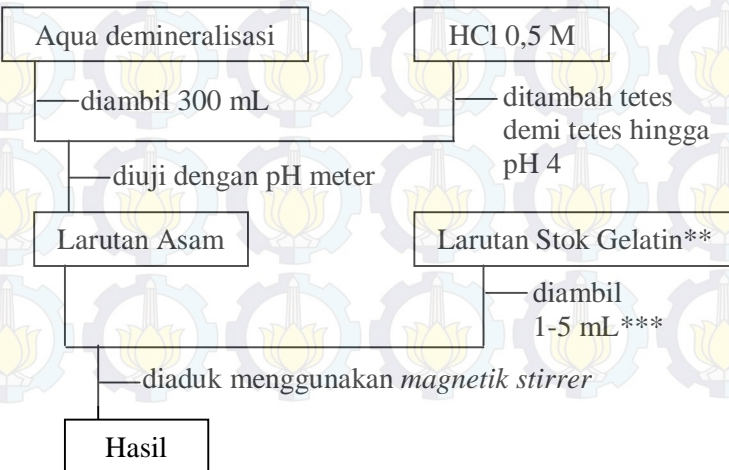 Aqua demineralisasi
HCl 0,5 M
diambil 300 mL
ditambah tetes
demi tetes hingga
pH 4
diuji dengan pH meter
Larutan Asam
Larutan Stok Gelatin**
diambil
1-5 mL***
diaduk menggunakan magnetik stirrer
Hasil